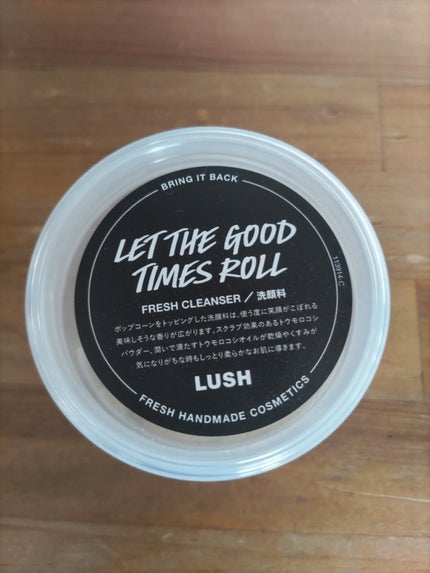 BRING IT BACK
LET THE GOOD
TIMES ROLL
FRESH CLEANSER / 洗顔料
ポップコーンをトッピングした洗顔料は、使う度に笑顔がこぼれる
美味しそうな香りが広がります。スクラブ効果のあるトウモロコシ
パウダー、潤いで満たすトウモロコシオイルが乾燥やくすみが
気になりがちな時もしっとり柔らかなお肌に導きます。
LUSH
FRESH HANDMADE COSMETICS
113914-C